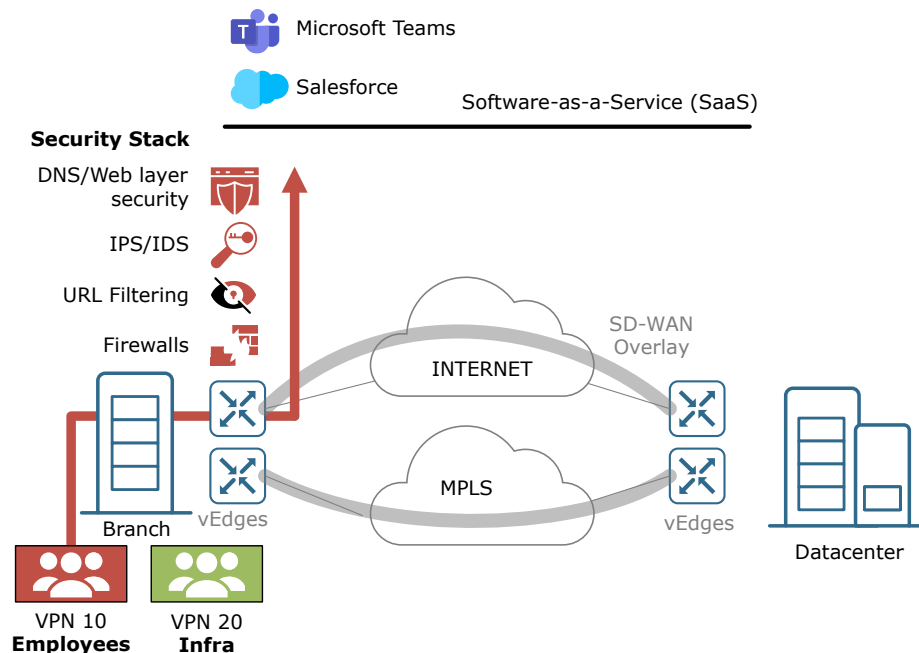 T
Microsoft Teams
Salesforce
Software-as-a-Service (SaaS)
Security Stack
DNS/Web layer
security
IPS/IDS
URL Filtering
Firewalls
SD-WAN
Overlay
INTERNET
MPLS
vEdges
vEdges
Branch
Datacenter
VPN 10
Employees
VPN 20
Infra